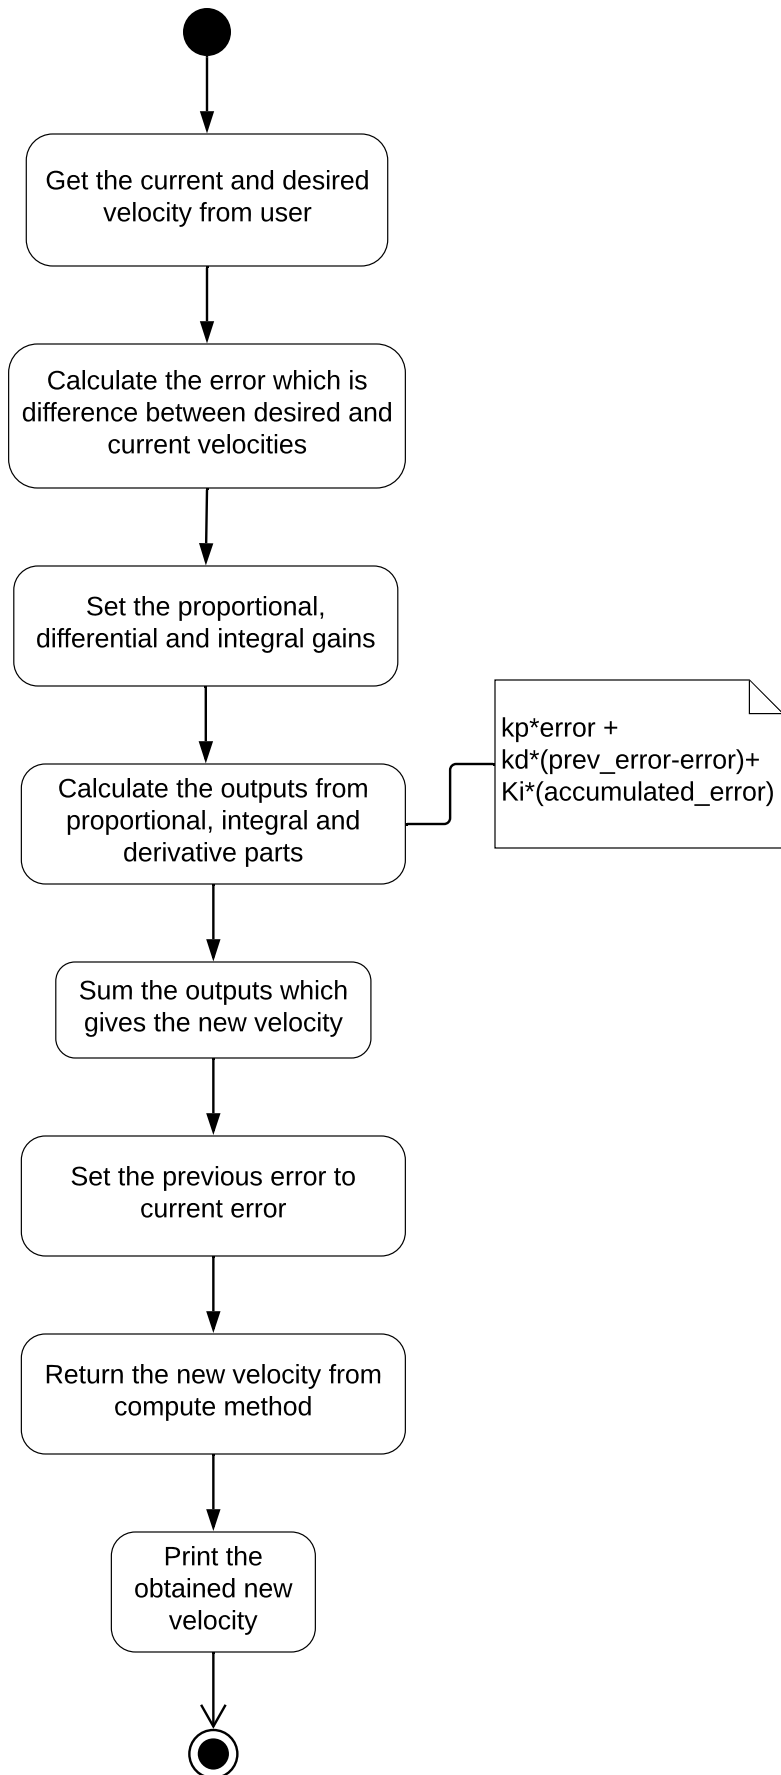 Get the current and desired
velocity from user
Calculate the error which is
difference between desired and
current velocities
Set the proportional,
differential and integral gains
Calculate the outputs from
proportional, integral and
derivative parts
kp*error +
kd*(prev_error-error)+
Ki*(accumulated_error)
Sum the outputs which
gives the new velocity
Set the previous error to
current error
Return the new velocity from
compute method
Print the
obtained new
velocity